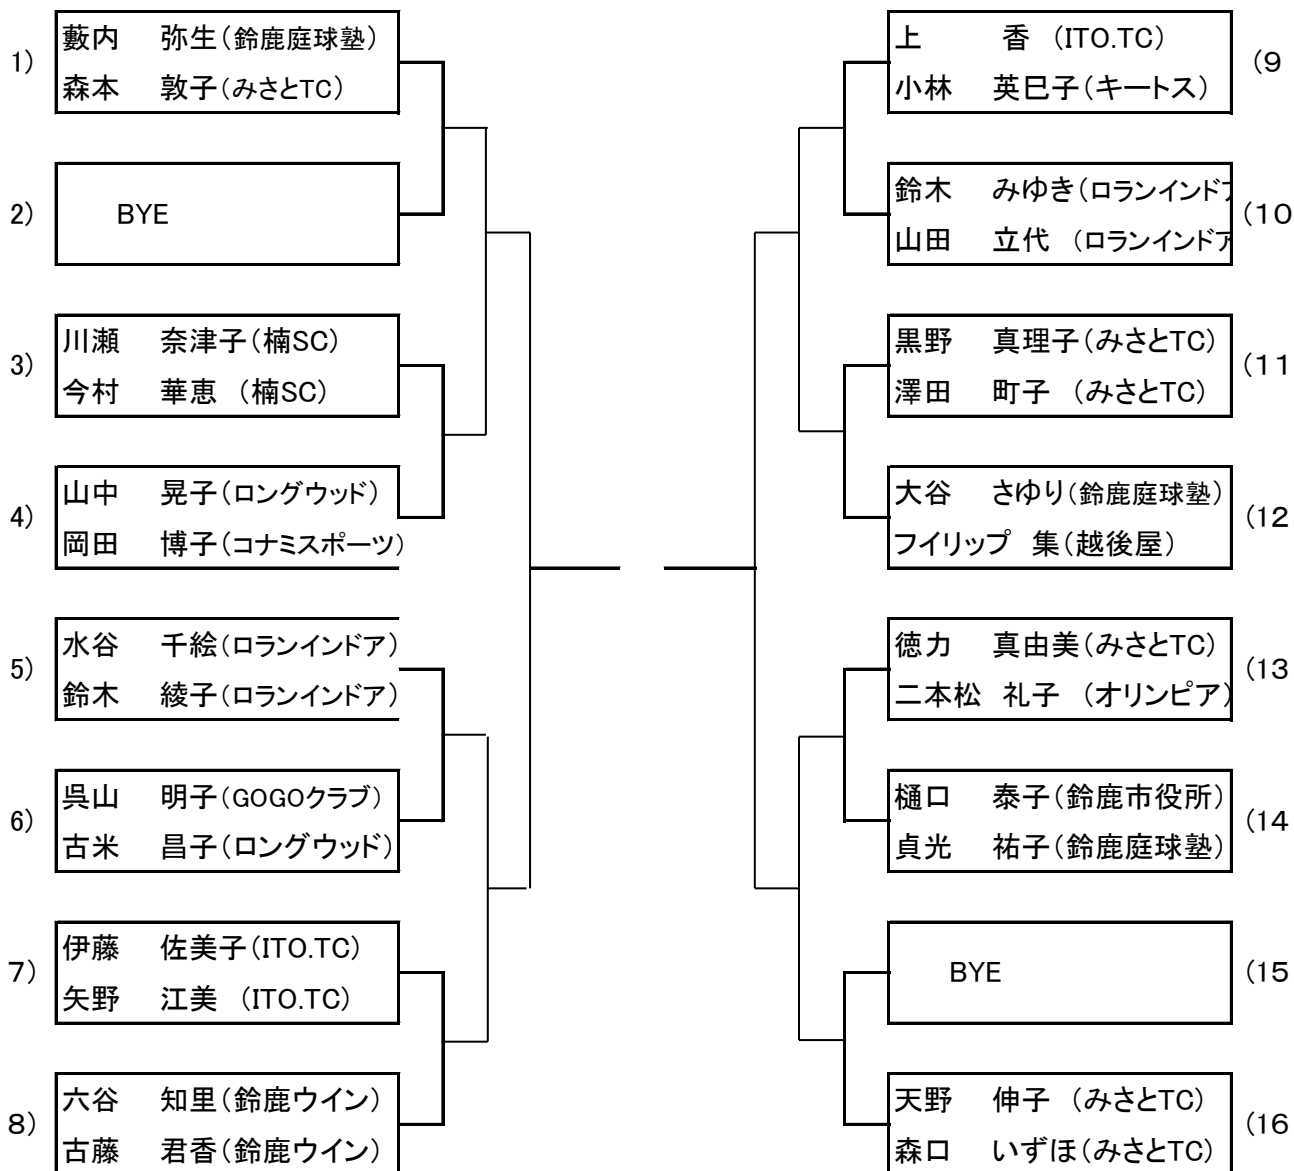 1)
藪内 弥生(鈴鹿庭球塾)
森本 敦子(みさとTC)
2)
BYE
3)
川瀬 奈津子(楠SC)
今村 華恵 (楠SC)
4)
山中 晃子(ロングウッド)
岡田 博子(コナミスポーツ)
5)
水谷 千絵(ロランインドア)
鈴木 綾子(ロランインドア)
6)
呉山 明子(GOGOクラブ)
古米 昌子(ロングウッド)
7)
伊藤 佐美子(ITO.TC)
矢野 江美 (ITO.TC)
8)
六谷 知里(鈴鹿ウイン)
古藤 君香(鈴鹿ウイン)
上 香 (ITO.TC)
小林 英巳子(キートス)
(9
鈴木 みゆき(ロランインドア
山田 立代 (ロランインドア
(10
黒野 真理子(みさとTC)
澤田 町子 (みさとTC)
(11
大谷 さゆり(鈴鹿庭球塾)
フイリップ 集(越後屋)
(12
徳力 真由美(みさとTC)
二本松 礼子 (オリンピア)
(13
樋口 泰子(鈴鹿市役所)
貞光 祐子(鈴鹿庭球塾)
(14
BYE
(15
天野 伸子 (みさとTC)
森口 いずほ(みさとTC)
(16